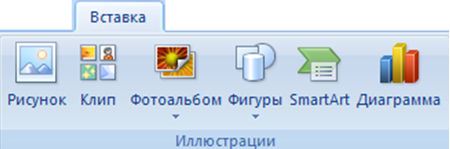 Вставка
Рисунок Клип Фотоальбом Фигуры SmartArt Диаграмма
Иллюстрации